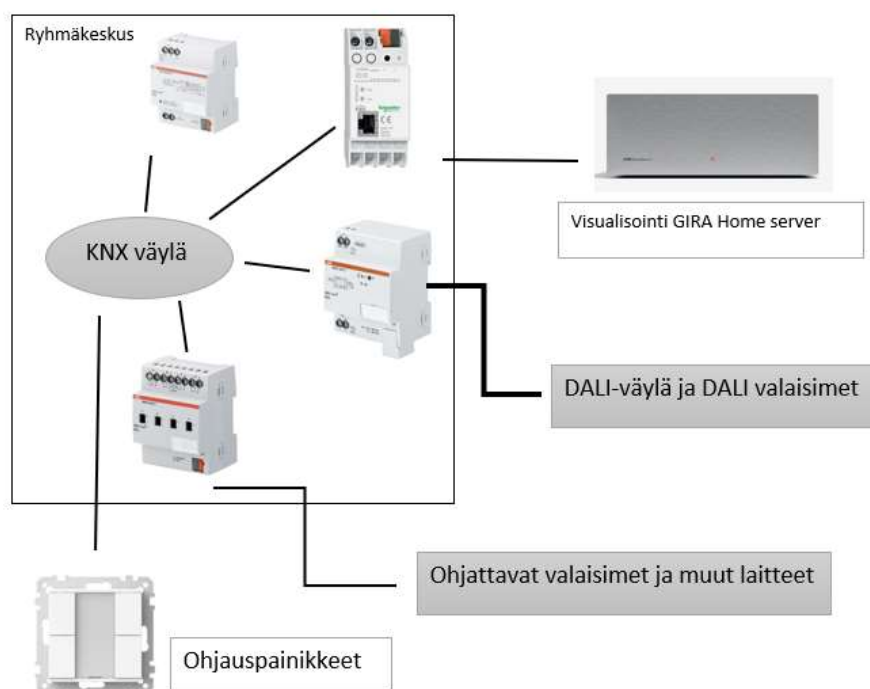 Ryhmäkeskus
KNX väylä
Visualisointi GIRA Home server
DALI-väylä ja DALI valaisimet
Ohjattavat valaisimet ja muut laitteet
Ohjauspainikkeet